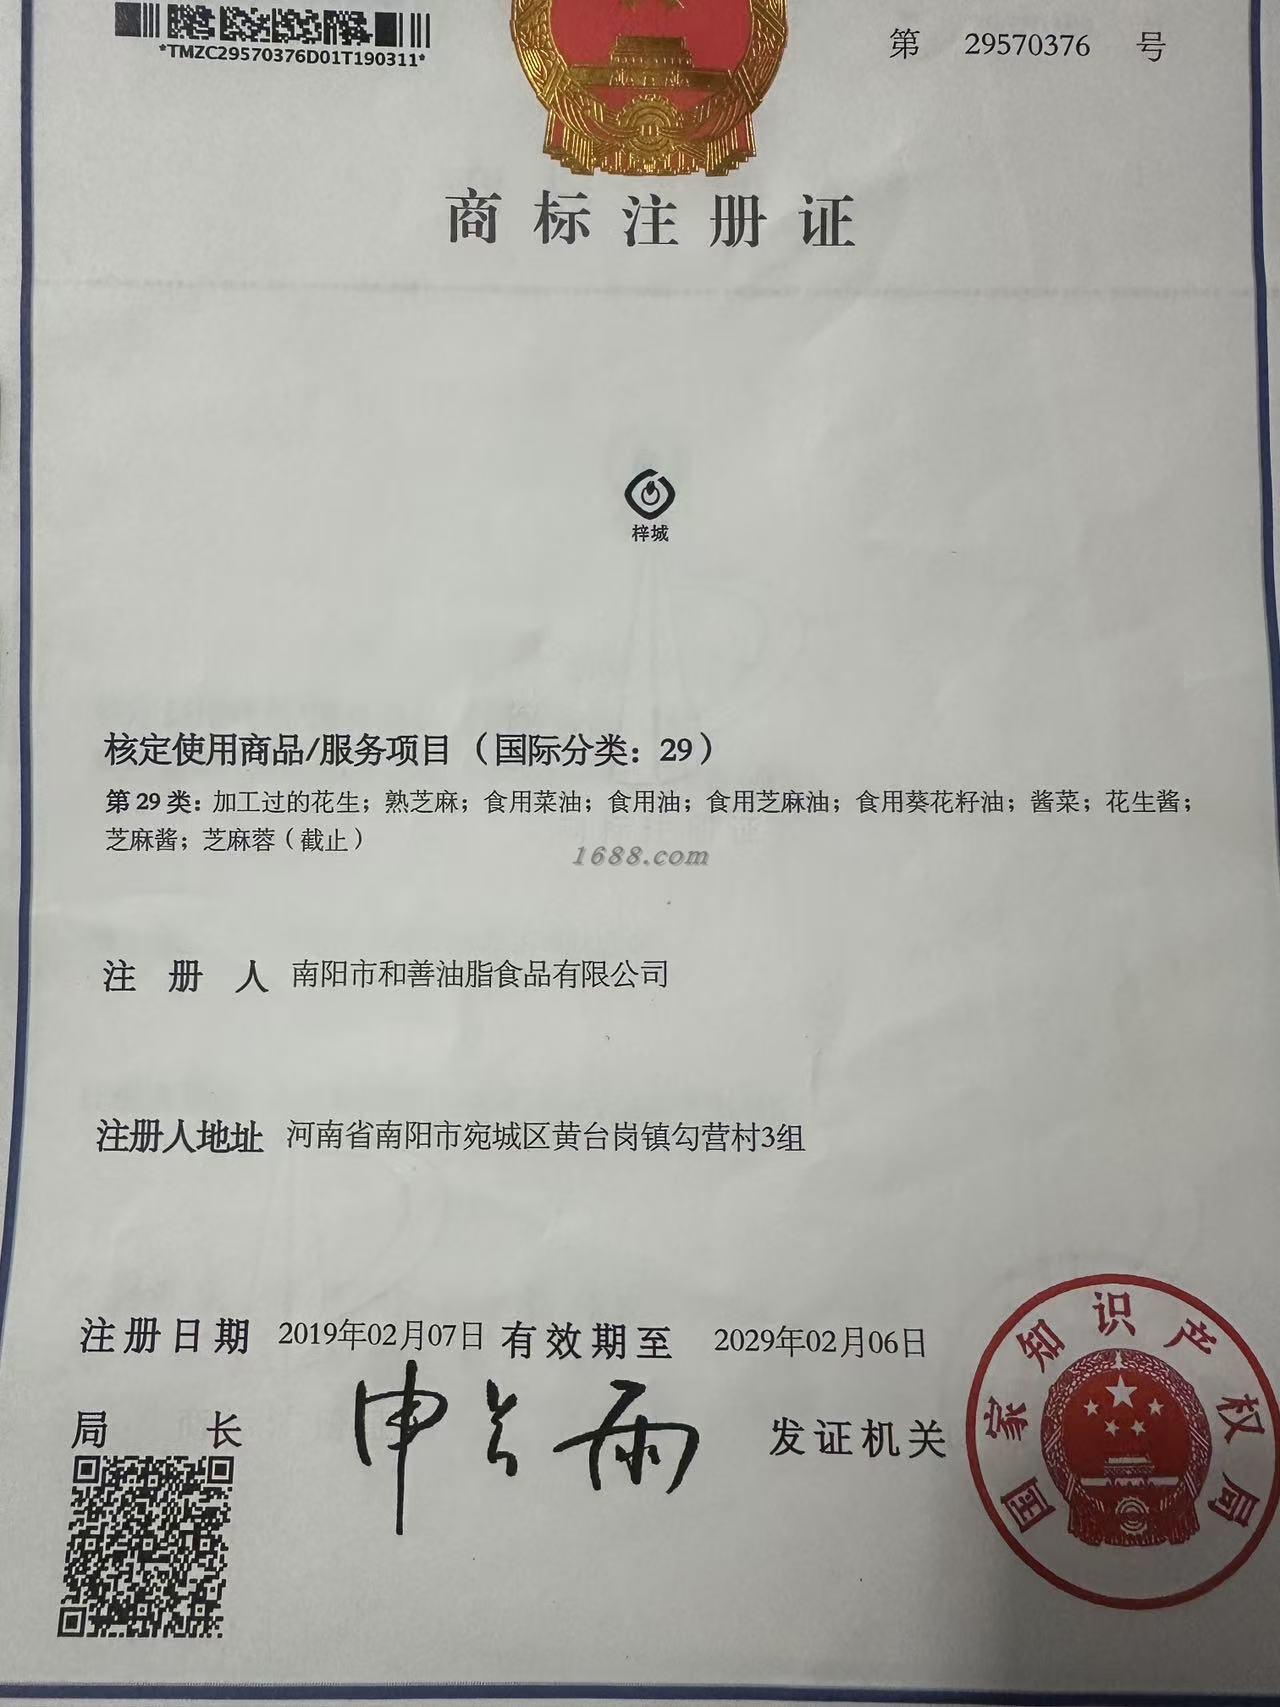 *TMZC29570376D01T190311*
第 29570376 号
商标注册证
梓城
核定使用商品/服务项目（国际分类：29）
第 29 类：加工过的花生；熟芝麻；食用菜油；食用油；食用芝麻油；食用葵花籽油；酱菜；花生酱；
芝麻酱；芝麻蓉（截止）
1688.com
注册人 南阳市和善油脂食品有限公司
注册人地址 河南省南阳市宛城区黄台岗镇勾营村3组
注册日期 2019年02月07日 有效期至 2029年02月06日
局长 申长雨 发证机关
国家知识产权局